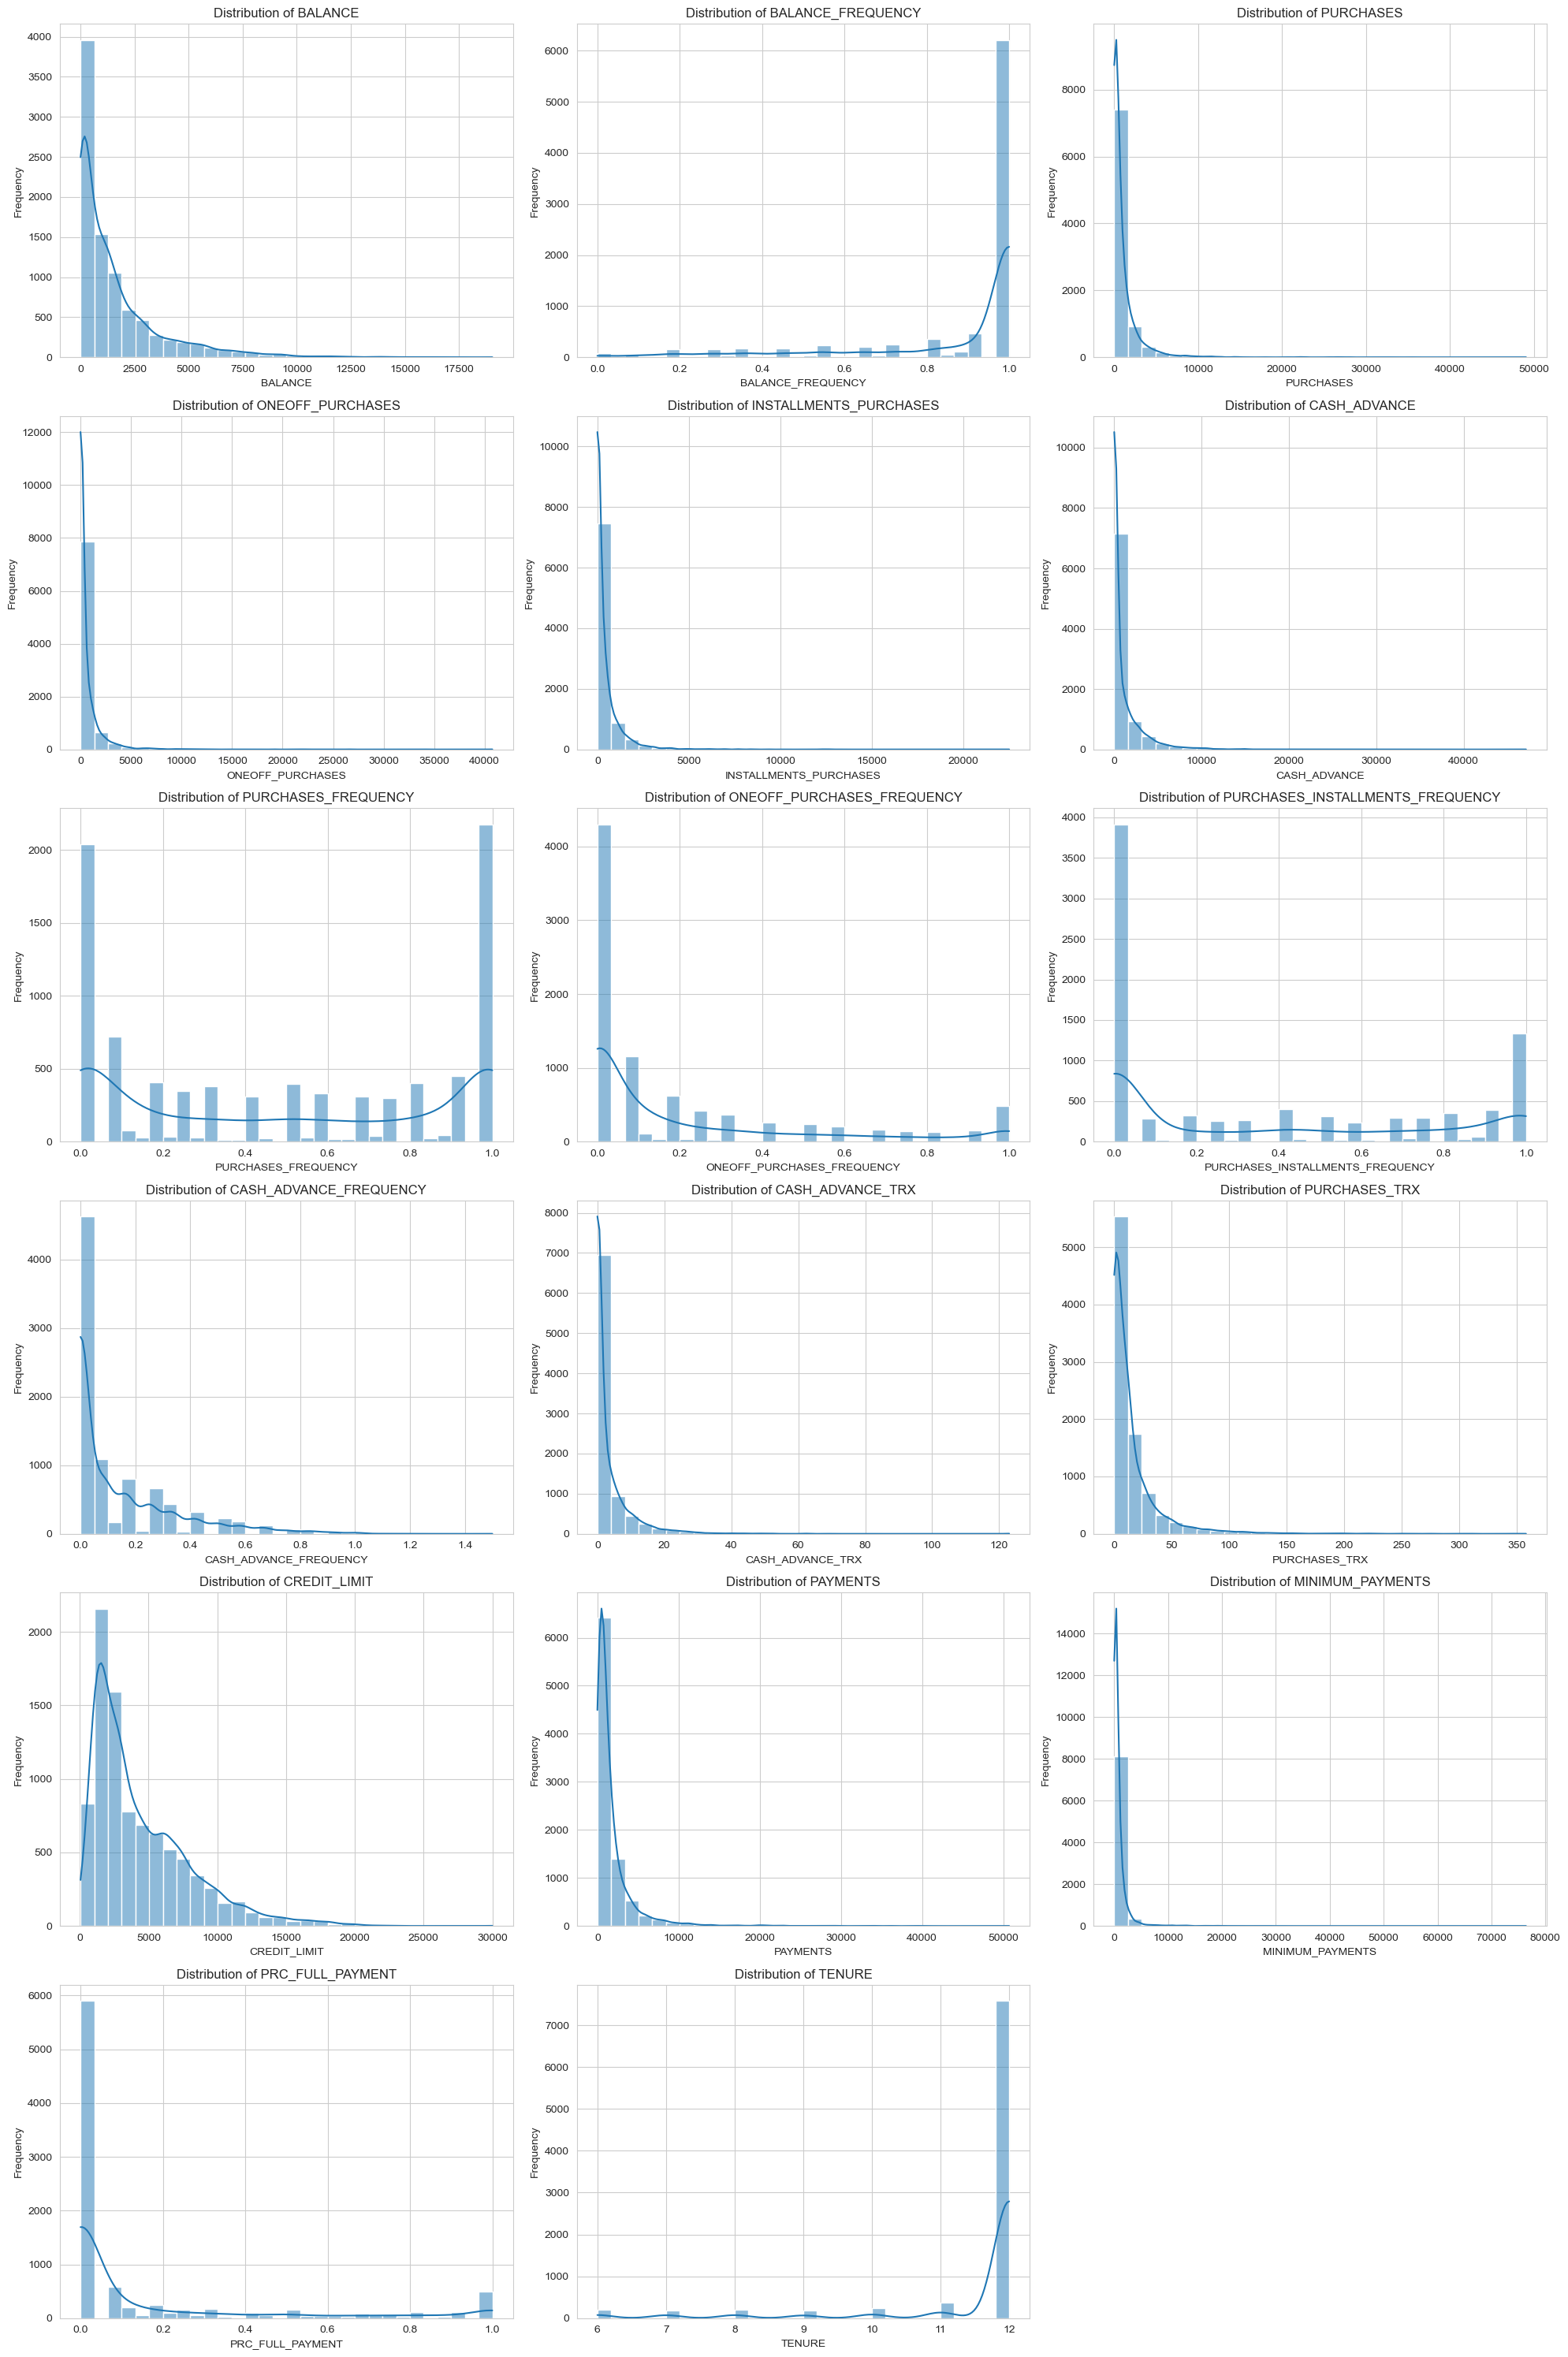 Distribution of BALANCE
Frequency
4000
3500
3000
2500
2000
1500
1000
500
0
0 2500 5000 7500 10000 12500 15000 17500
BALANCE
Distribution of BALANCE_FREQUENCY
Frequency
6000
5000
4000
3000
2000
1000
0
0.0 0.2 0.4 0.6 0.8 1.0
BALANCE_FREQUENCY
Distribution of PURCHASES
Frequency
8000
6000
4000
2000
0
0 10000 20000 30000 40000 50000
PURCHASES
Distribution of ONEOFF_PURCHASES
Frequency
12000
10000
8000
6000
4000
2000
0
0 5000 10000 15000 20000 25000 30000 35000 40000
ONEOFF_PURCHASES
Distribution of INSTALLMENTS_PURCHASES
Frequency
10000
8000
6000
4000
2000
0
0 5000 10000 15000 20000
INSTALLMENTS_PURCHASES
Distribution of CASH_ADVANCE
Frequency
10000
8000
6000
4000
2000
0
0 10000 20000 30000 40000
CASH_ADVANCE
Distribution of PURCHASES_FREQUENCY
Frequency
2000
1500
1000
500
0
0.0 0.2 0.4 0.6 0.8 1.0
PURCHASES_FREQUENCY
Distribution of ONEOFF_PURCHASES_FREQUENCY
Frequency
4000
3000
2000
1000
0
0.0 0.2 0.4 0.6 0.8 1.0
ONEOFF_PURCHASES_FREQUENCY
Distribution of PURCHASES_INSTALLMENTS_FREQUENCY
Frequency
4000
3500
3000
2500
2000
1500
1000
500
0
0.0 0.2 0.4 0.6 0.8 1.0
PURCHASES_INSTALLMENTS_FREQUENCY
Distribution of CASH_ADVANCE_FREQUENCY
Frequency
4000
3000
2000
1000
0
0.0 0.2 0.4 0.6 0.8 1.0 1.2 1.4
CASH_ADVANCE_FREQUENCY
Distribution of CASH_ADVANCE_TRX
Frequency
8000
7000
6000
5000
4000
3000
2000
1000
0
0 20 40 60 80 100 120
CASH_ADVANCE_TRX
Distribution of PURCHASES_TRX
Frequency
5000
4000
3000
2000
1000
0
0 50 100 150 200 250 300 350
PURCHASES_TRX
Distribution of CREDIT_LIMIT
Frequency
2000
1500
1000
500
0
0 5000 10000 15000 20000 25000 30000
CREDIT_LIMIT
Distribution of PAYMENTS
Frequency
6000
5000
4000
3000
2000
1000
0
0 10000 20000 30000 40000 50000
PAYMENTS
Distribution of MINIMUM_PAYMENTS
Frequency
14000
12000
10000
8000
6000
4000
2000
0
0 10000 20000 30000 40000 50000 60000 70000 80000
MINIMUM_PAYMENTS
Distribution of PRC_FULL_PAYMENT
Frequency
6000
5000
4000
3000
2000
1000
0
0.0 0.2 0.4 0.6 0.8 1.0
PRC_FULL_PAYMENT
Distribution of TENURE
Frequency
7000
6000
5000
4000
3000
2000
1000
0
6 7 8 9 10 11 12
TENURE